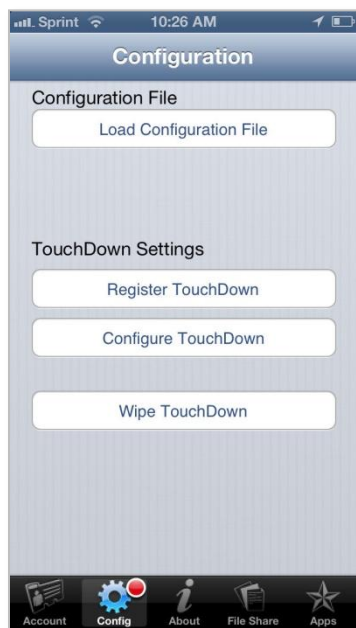 Sprint 10:26 AM
Configuration
Configuration File
Load Configuration File
TouchDown Settings
Register TouchDown
Configure TouchDown
Wipe TouchDown
Account Config About File Share Apps